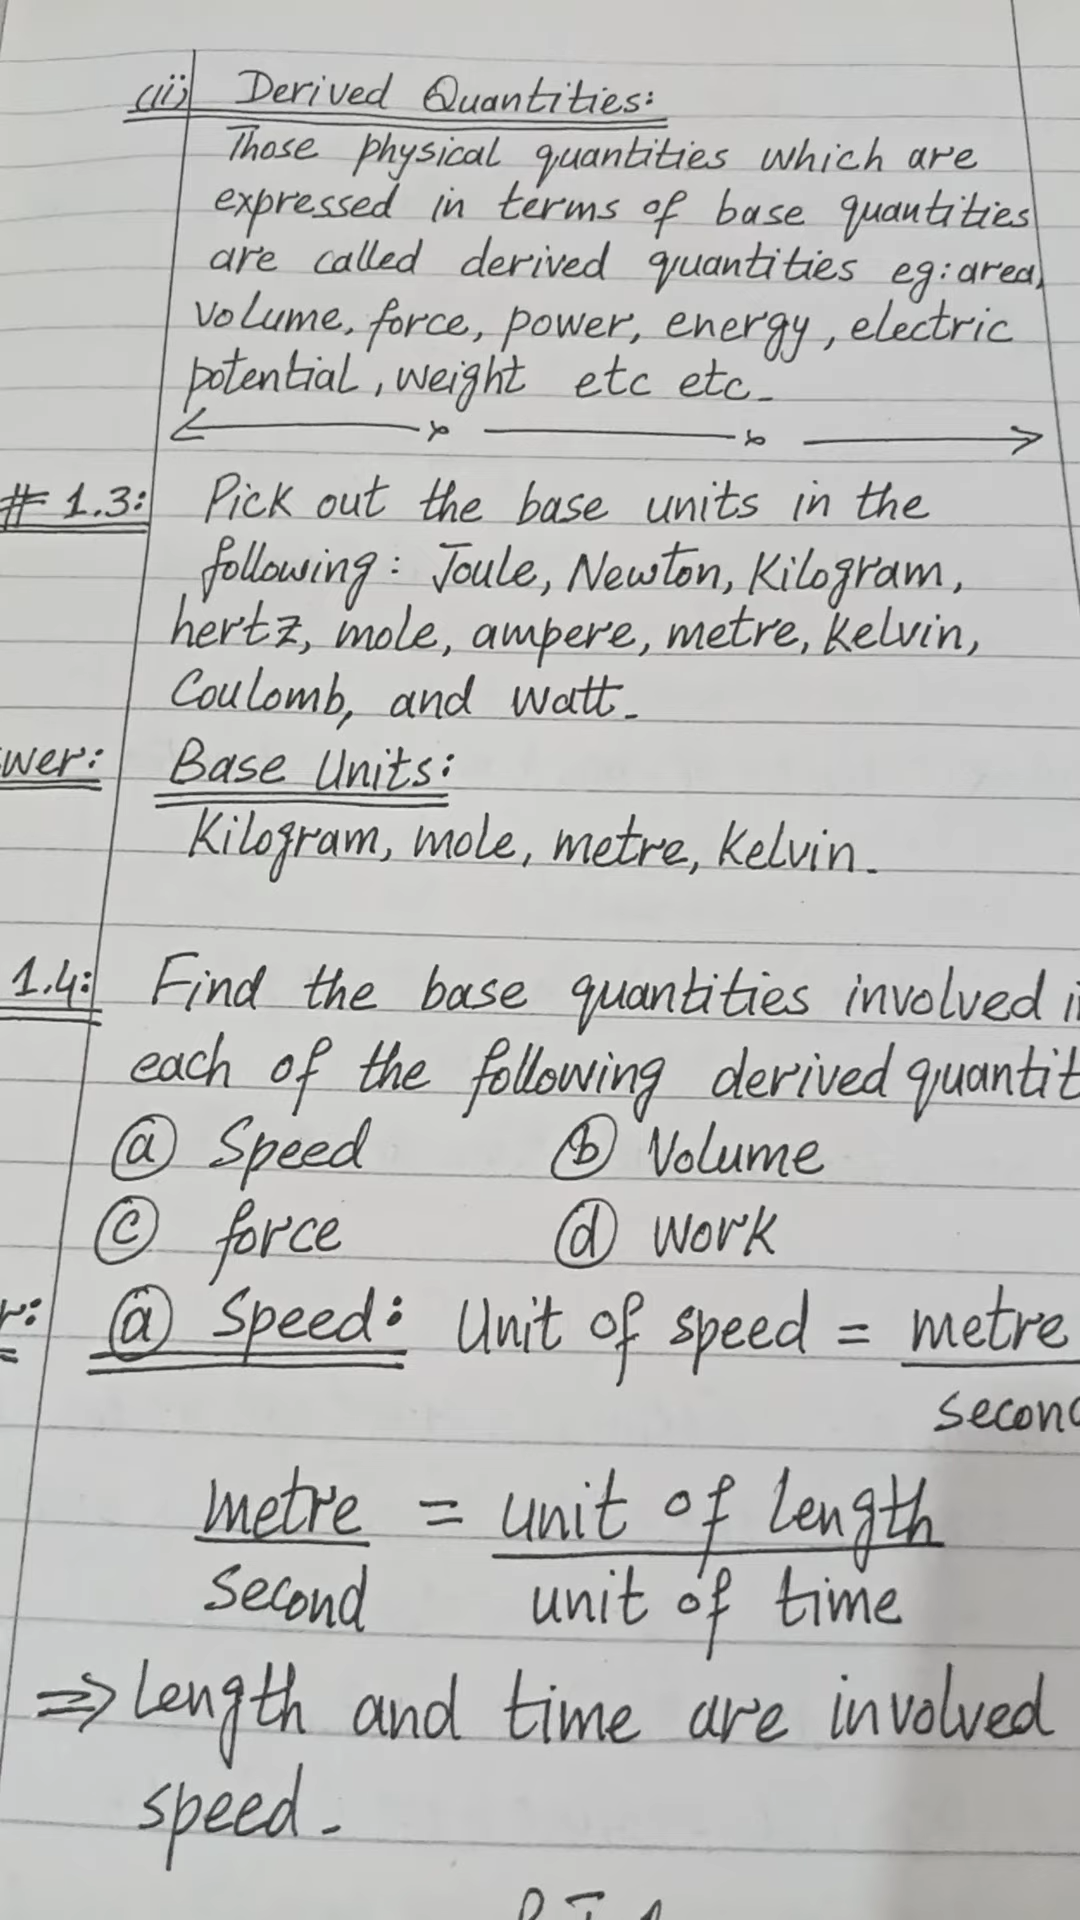 (ii) Derived Quantities:
Those physical quantities which are
expressed in terms of base quantities
are called derived quantities eg: area,
volume, force, power, energy, electric
potential, weight etc etc.
# 1.3: Pick out the base units in the
following: Joule, Newton, Kilogram,
hertz, mole, ampere, metre, Kelvin,
Coulomb, and watt.
wer: Base Units:
Kilogram, mole, metre, Kelvin.
1.4: Find the base quantities involved i
each of the following derived quantit
(a) Speed (b) Volume
(c) force (d) work
r: (a) Speed: Unit of speed = metre
second
metre = unit of length
second unit of time
⇒ Length and time are involved
speed.